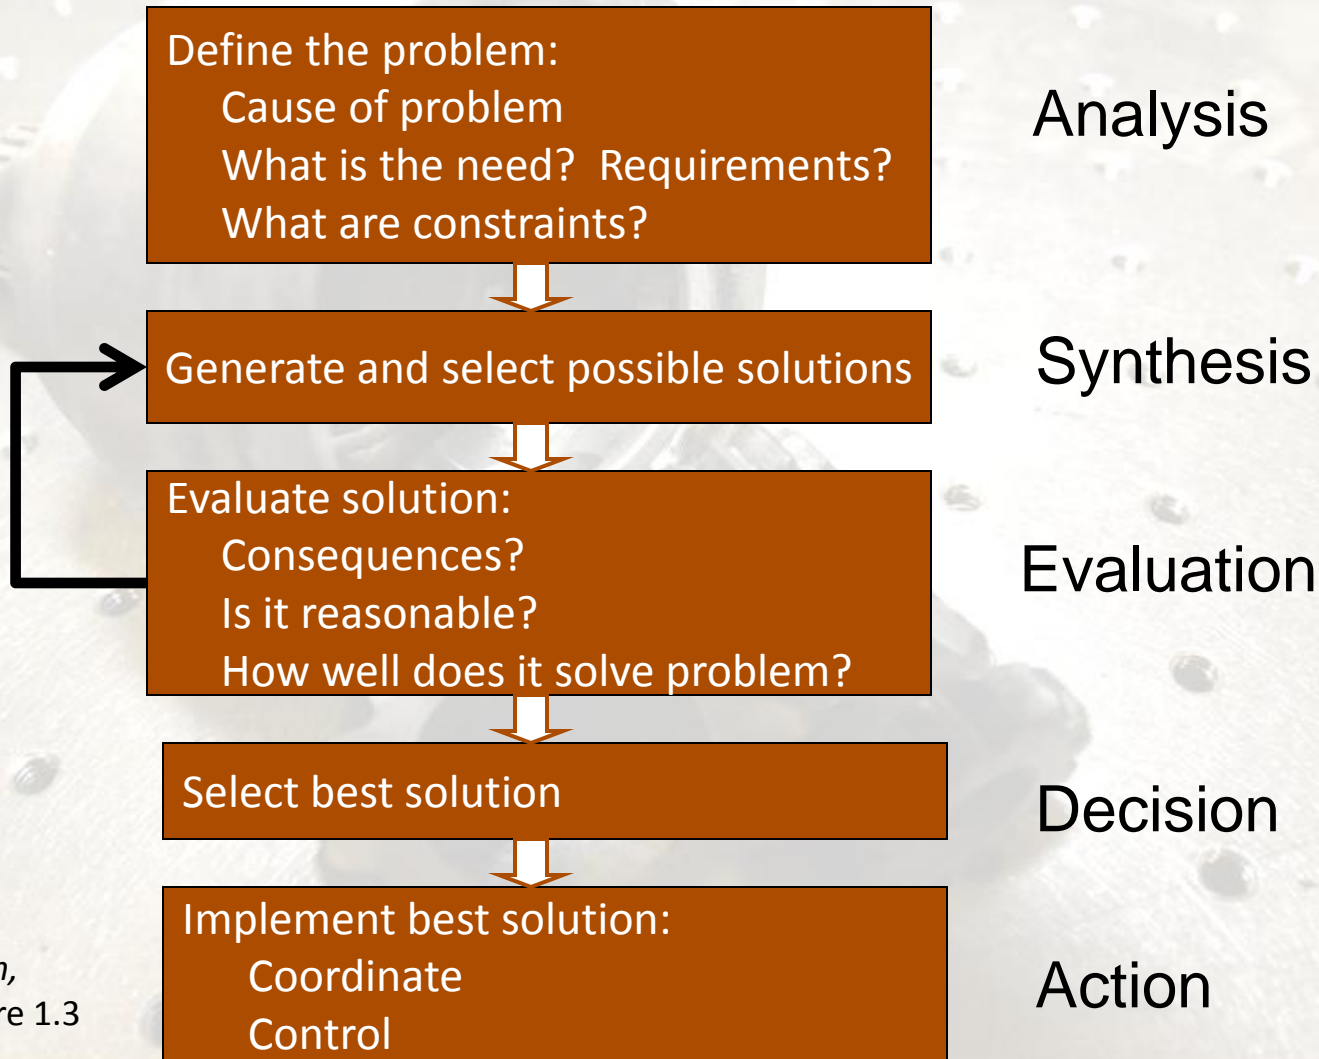 Define the problem:
Cause of problem
What is the need?  Requirements?
What are constraints?
Analysis
Generate and select possible solutions
Synthesis
Evaluate solution:
Consequences?
Is it reasonable?
How well does it solve problem?
Evaluation
Select best solution
Decision
Implement best solution:
Coordinate
Control
Action
1.3